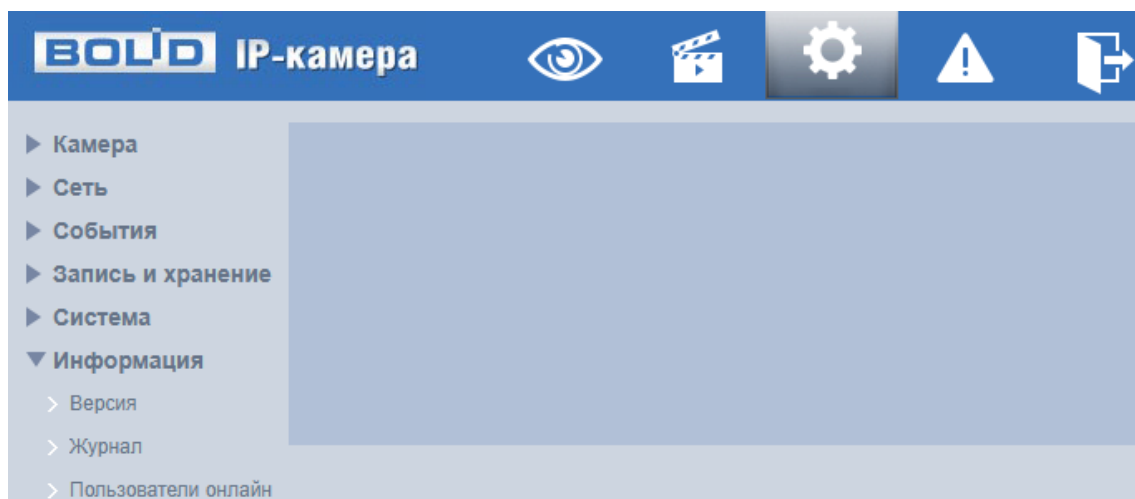 BOLID IP-камера
Камера
Сеть
События
Запись и хранение
Система
Информация
Версия
Журнал
Пользователи онлайн